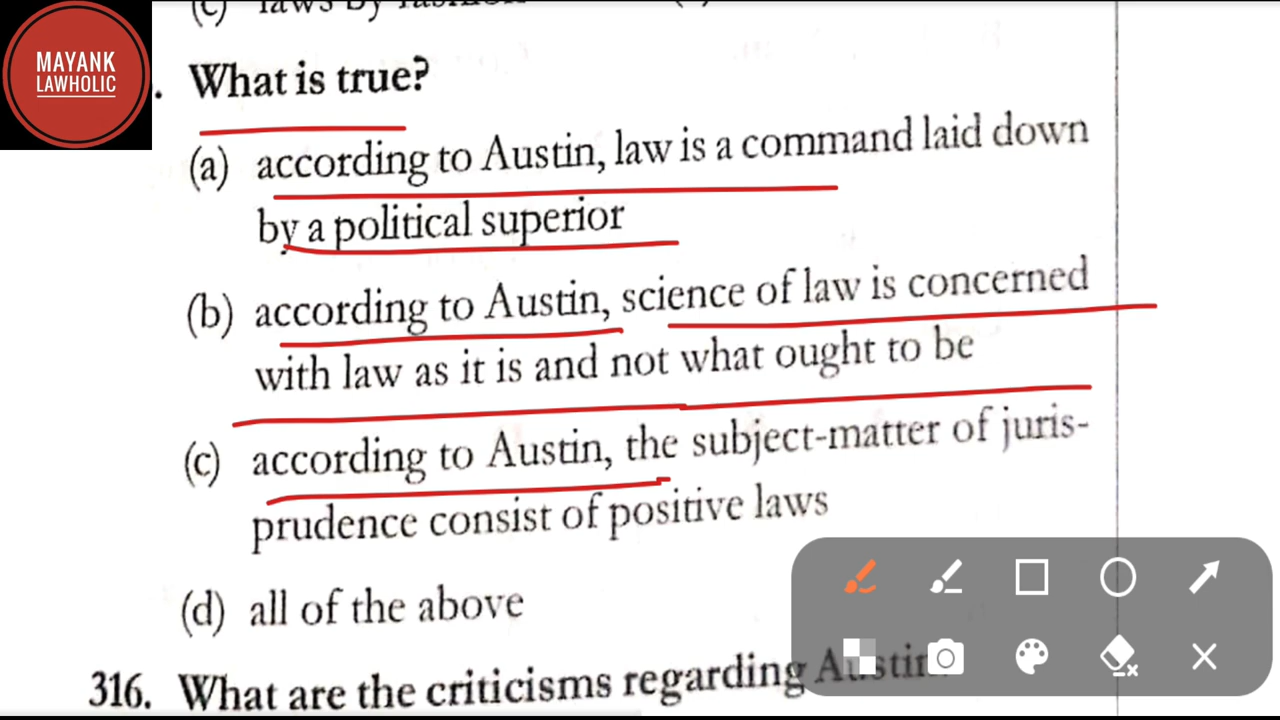 MAYANK
LAWHOLIC
. What is true?
(a) according to Austin, law is a command laid down
by a political superior
(b) according to Austin, science of law is concerned
with law as it is and not what ought to be
(c) according to Austin, the subject-matter of juris-
prudence consist of positive laws
(d) all of the above
316. What are the criticisms regarding Austin